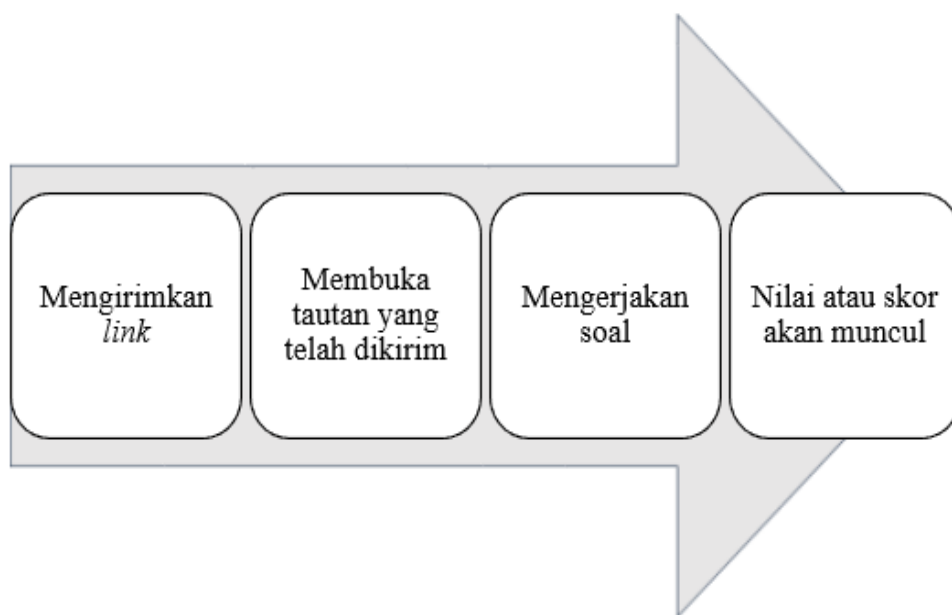 Mengirimkan
link
Membuka
tautan yang
telah dikirim
Mengerjakan
soal
Nilai atau skor
akan muncul